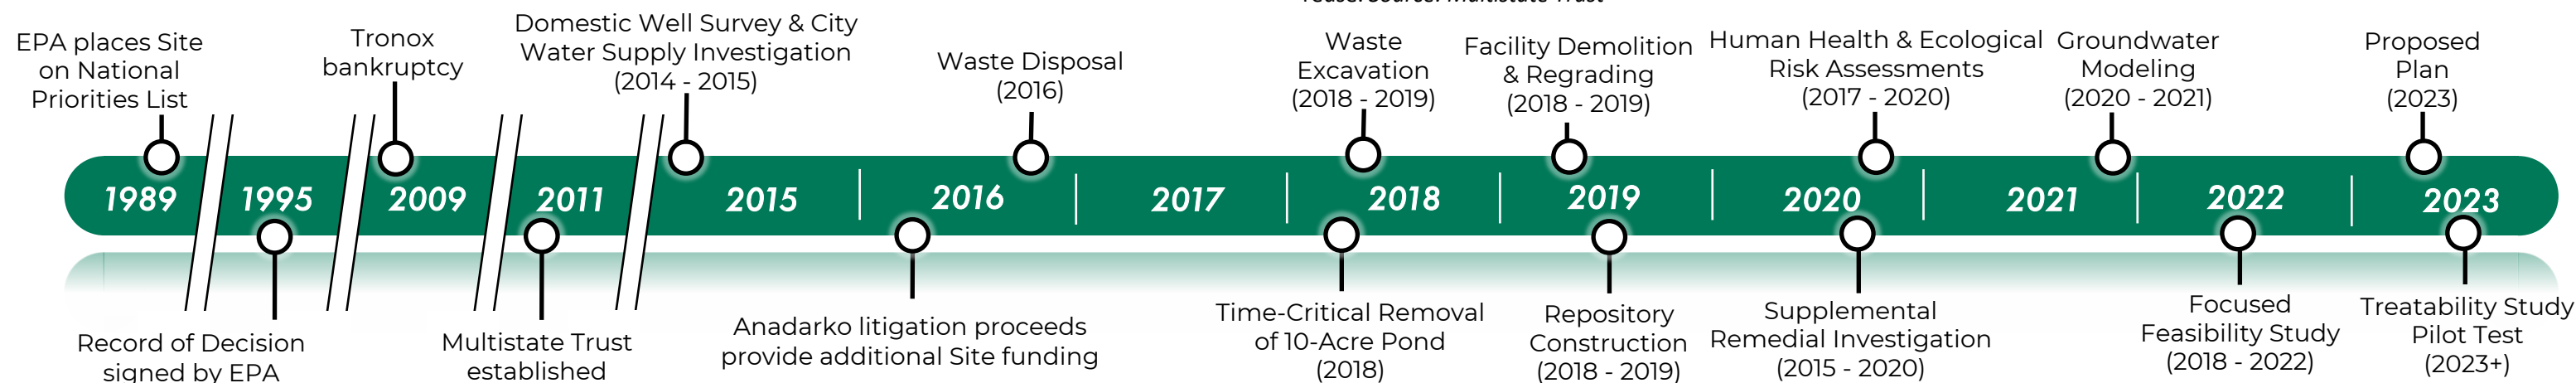 rease. Source: Multistate Trust
EPA places Site
on National
Priorities List
Tronox
bankruptcy
Domestic Well Survey & City
Water Supply Investigation
(2014 - 2015)
Waste Disposal
(2016)
Waste
Excavation
(2018 - 2019)
Facility Demolition
& Regrading
(2018 - 2019)
Human Health & Ecological
Risk Assessments
(2017 - 2020)
Groundwater
Modeling
(2020 - 2021)
Proposed
Plan
(2023)
1989
1995
2009
2011
2015
2016
2017
2018
2019
2020
2021
2022
2023
Record of Decision
signed by EPA
Multistate Trust
established
Anadarko litigation proceeds
provide additional Site funding
Time-Critical Removal
of 10-Acre Pond
(2018)
Repository
Construction
(2018 - 2019)
Supplemental
Remedial Investigation
(2015 - 2020)
Focused
Feasibility Study
(2018 - 2022)
Treatability Study
Pilot Test
(2023+)